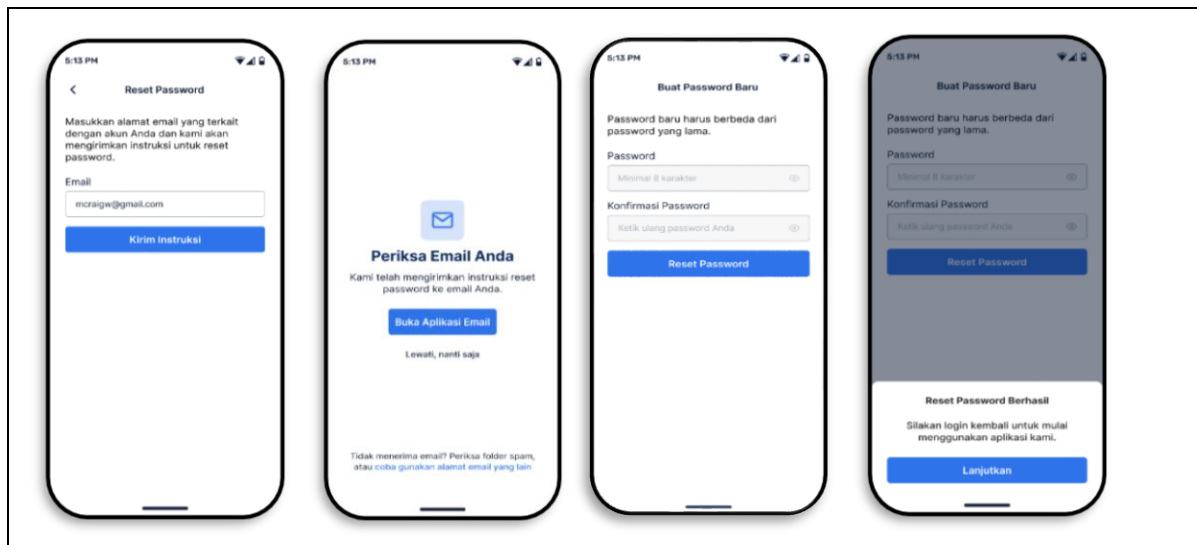 5:13 PM
Reset Password
Masukkan alamat email yang terkait
dengan akun Anda dan kami akan
mengirimkan instruksi untuk reset
password.
Email
mcraigw@gmail.com
Kirim Instruksi
5:13 PM
Periksa Email Anda
Kami telah mengirimkan instruksi reset
password ke email Anda.
Buka Aplikasi Email
Lewati, nanti saja
Tidak menerima email? Periksa folder spam,
atau coba gunakan alamat email yang lain
5:13 PM
Buat Password Baru
Password baru harus berbeda dari
password yang lama.
Password
Minimal 8 karakter
Konfirmasi Password
Ketik ulang password Anda
Reset Password
5:13 PM
Buat Password Baru
Password baru harus berbeda dari
password yang lama.
Password
Minimal 8 karakter
Konfirmasi Password
Ketik ulang password Anda
Reset Password
Reset Password Berhasil
Silakan login kembali untuk mulai
menggunakan aplikasi kami.
Lanjutkan